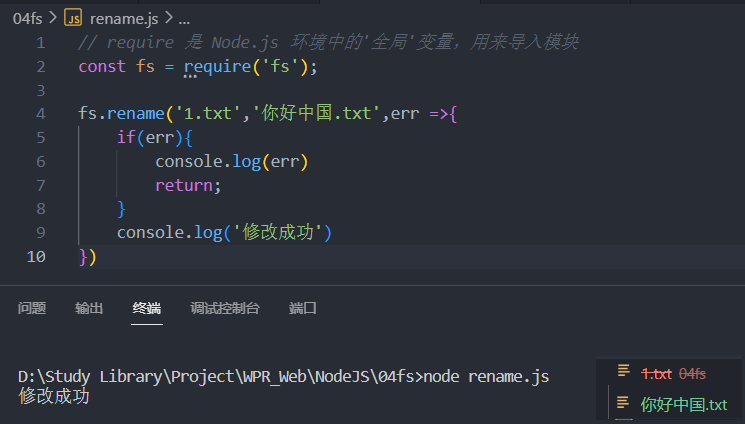 04fs > JS rename.js > ...
1 // require 是 Node.js 环境中的'全局'变量，用来导入模块
2 const fs = require('fs');
3
4 fs.rename('1.txt','你好中国.txt',err =>{
5 if(err){
6 console.log(err)
7 return;
8 }
9 console.log('修改成功')
10 })
问题 输出 终端 调试控制台 端口
D:\Study Library\Project\WPR_Web\NodeJS\04fs>node rename.js
修改成功
1.txt 04fs
你好中国.txt